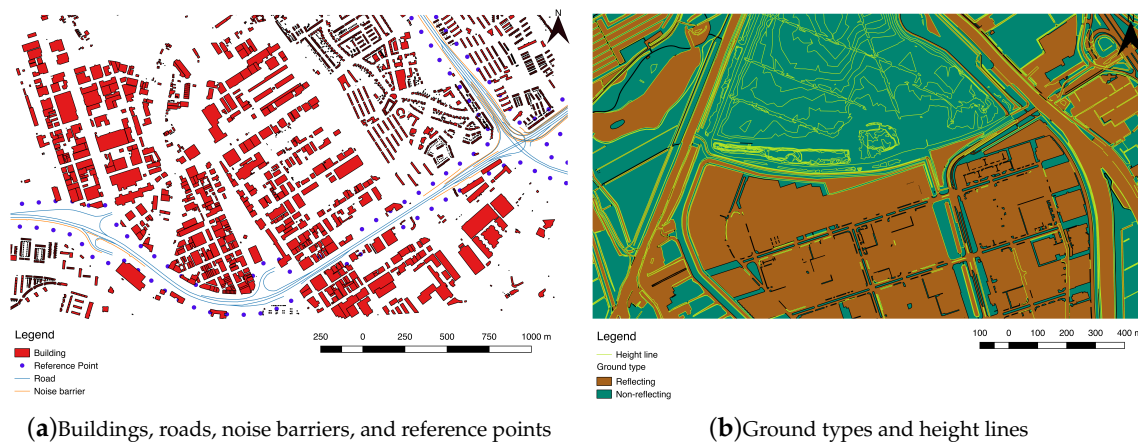 N
Legend
Building
Reference Point
Road
Noise barrier
250 0 250 500 750 1000 m
(a)Buildings, roads, noise barriers, and reference points
N
Legend
Height line
Ground type
Reflecting
Non-reflecting
100 0 100 200 300 400 m
(b)Ground types and height lines